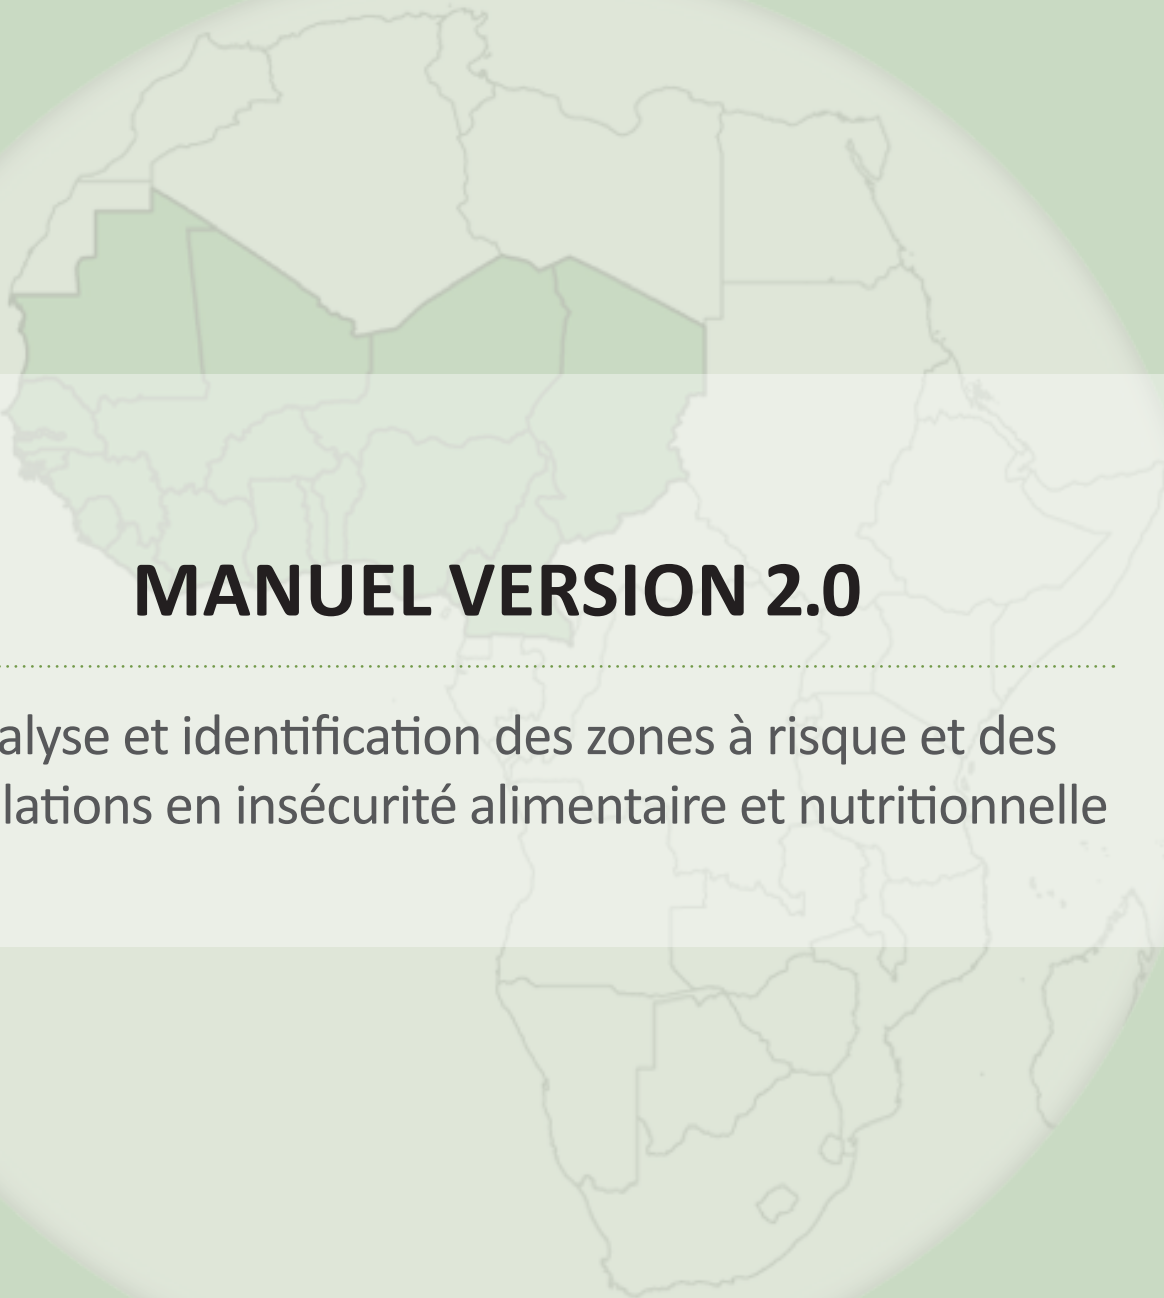 MANUEL VERSION 2.0
alyse et identification des zones à risque et des
lations en insécurité alimentaire et nutritionnelle